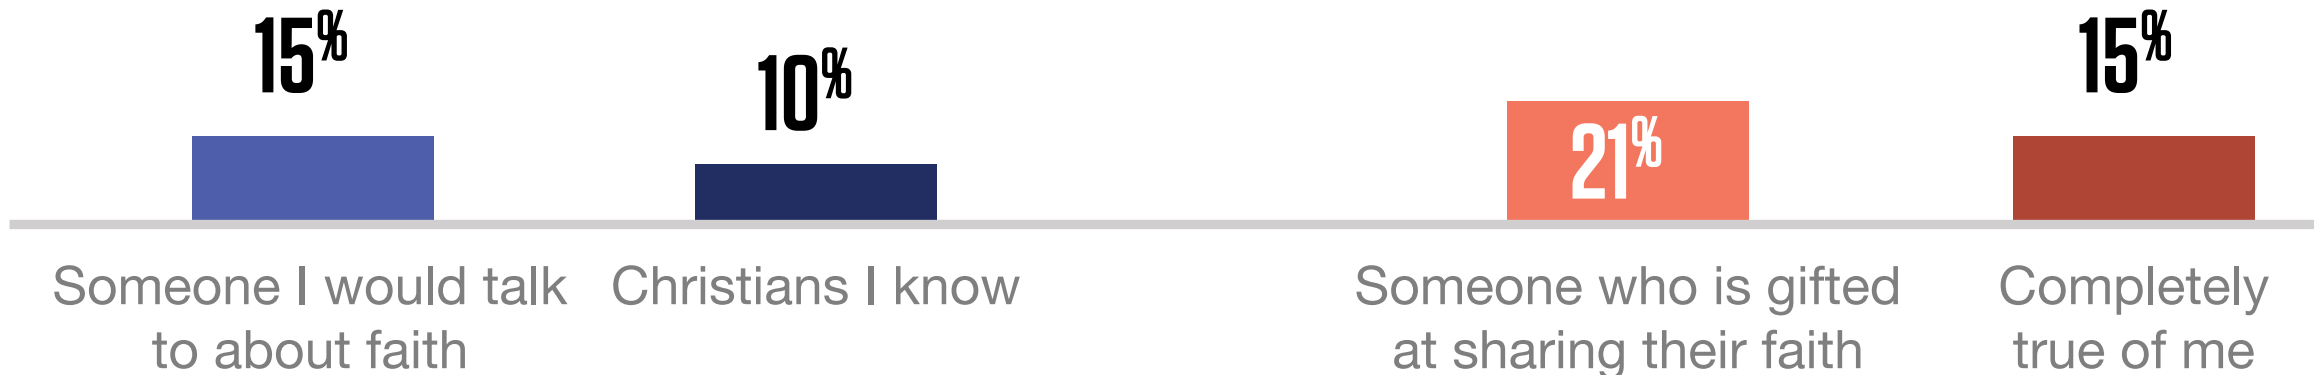 15%
10%
21%
15%
Someone I would talk
to about faith
Christians I know
Someone who is gifted
at sharing their faith
Completely
true of me